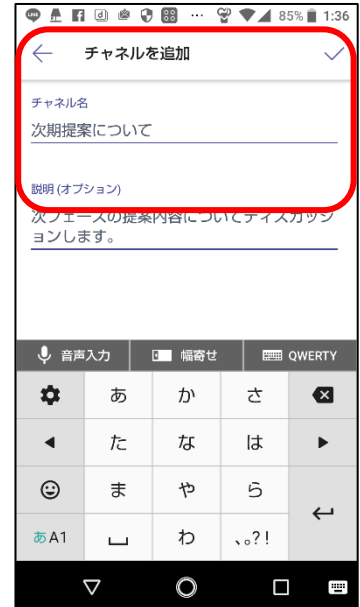 LINE 85% 1:36
チャネルを追加
チャネル名
次期提案について
説明 (オプション)
次フェーズの提案内容についてディスカッシ
ョンします。
音声入力 幅寄せ QWERTY
あ か さ
た な は
ま や ら
あA1 わ 、。?!